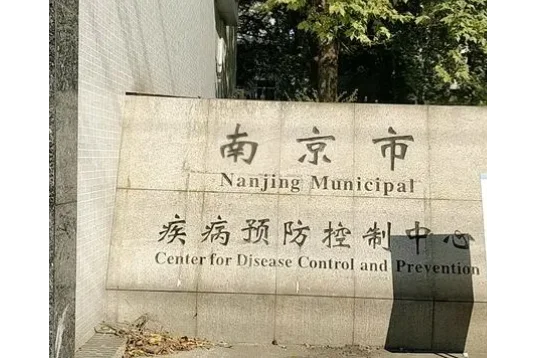 南京市
Nanjing Municipal
疾病预防控制中心
Center for Disease Control and Prevention